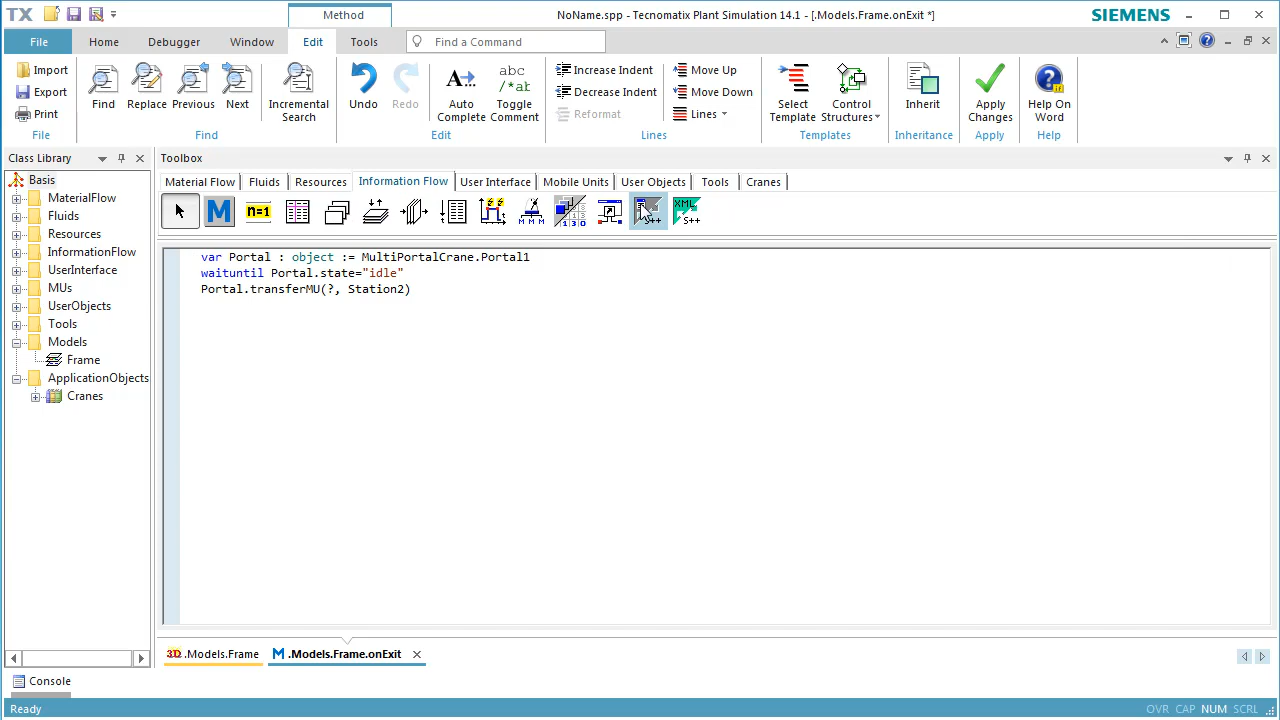 TX
Method
NoName.spp - Tecnomatix Plant Simulation 14.1 - [.Models.Frame.onExit *]
SIEMENS
File
Home
Debugger
Window
Edit
Tools
Find a Command
Import
Export
Print
File
Find
Replace
Previous
Next
Incremental Search
Find
Undo
Redo
Auto Complete
abc /*ab
Toggle Comment
Edit
Increase Indent
Decrease Indent
Reformat
Move Up
Move Down
Lines
Lines
Select Template
Control Structures
Templates
Inherit
Inheritance
Apply Changes
Apply
Help On Word
Help
Class Library
Basis
MaterialFlow
Fluids
Resources
InformationFlow
UserInterface
MUs
UserObjects
Tools
Models
Frame
ApplicationObjects
Cranes
Toolbox
Material Flow
Fluids
Resources
Information Flow
User Interface
Mobile Units
User Objects
Tools
Cranes
M
n=1
M M M
XML
S++
var Portal : object := MultiPortalCrane.Portal1
waituntil Portal.state="idle"
Portal.transferMU(?, Station2)
3D .Models.Frame
M .Models.Frame.onExit
Console
Ready
OVR CAP NUM SCRL